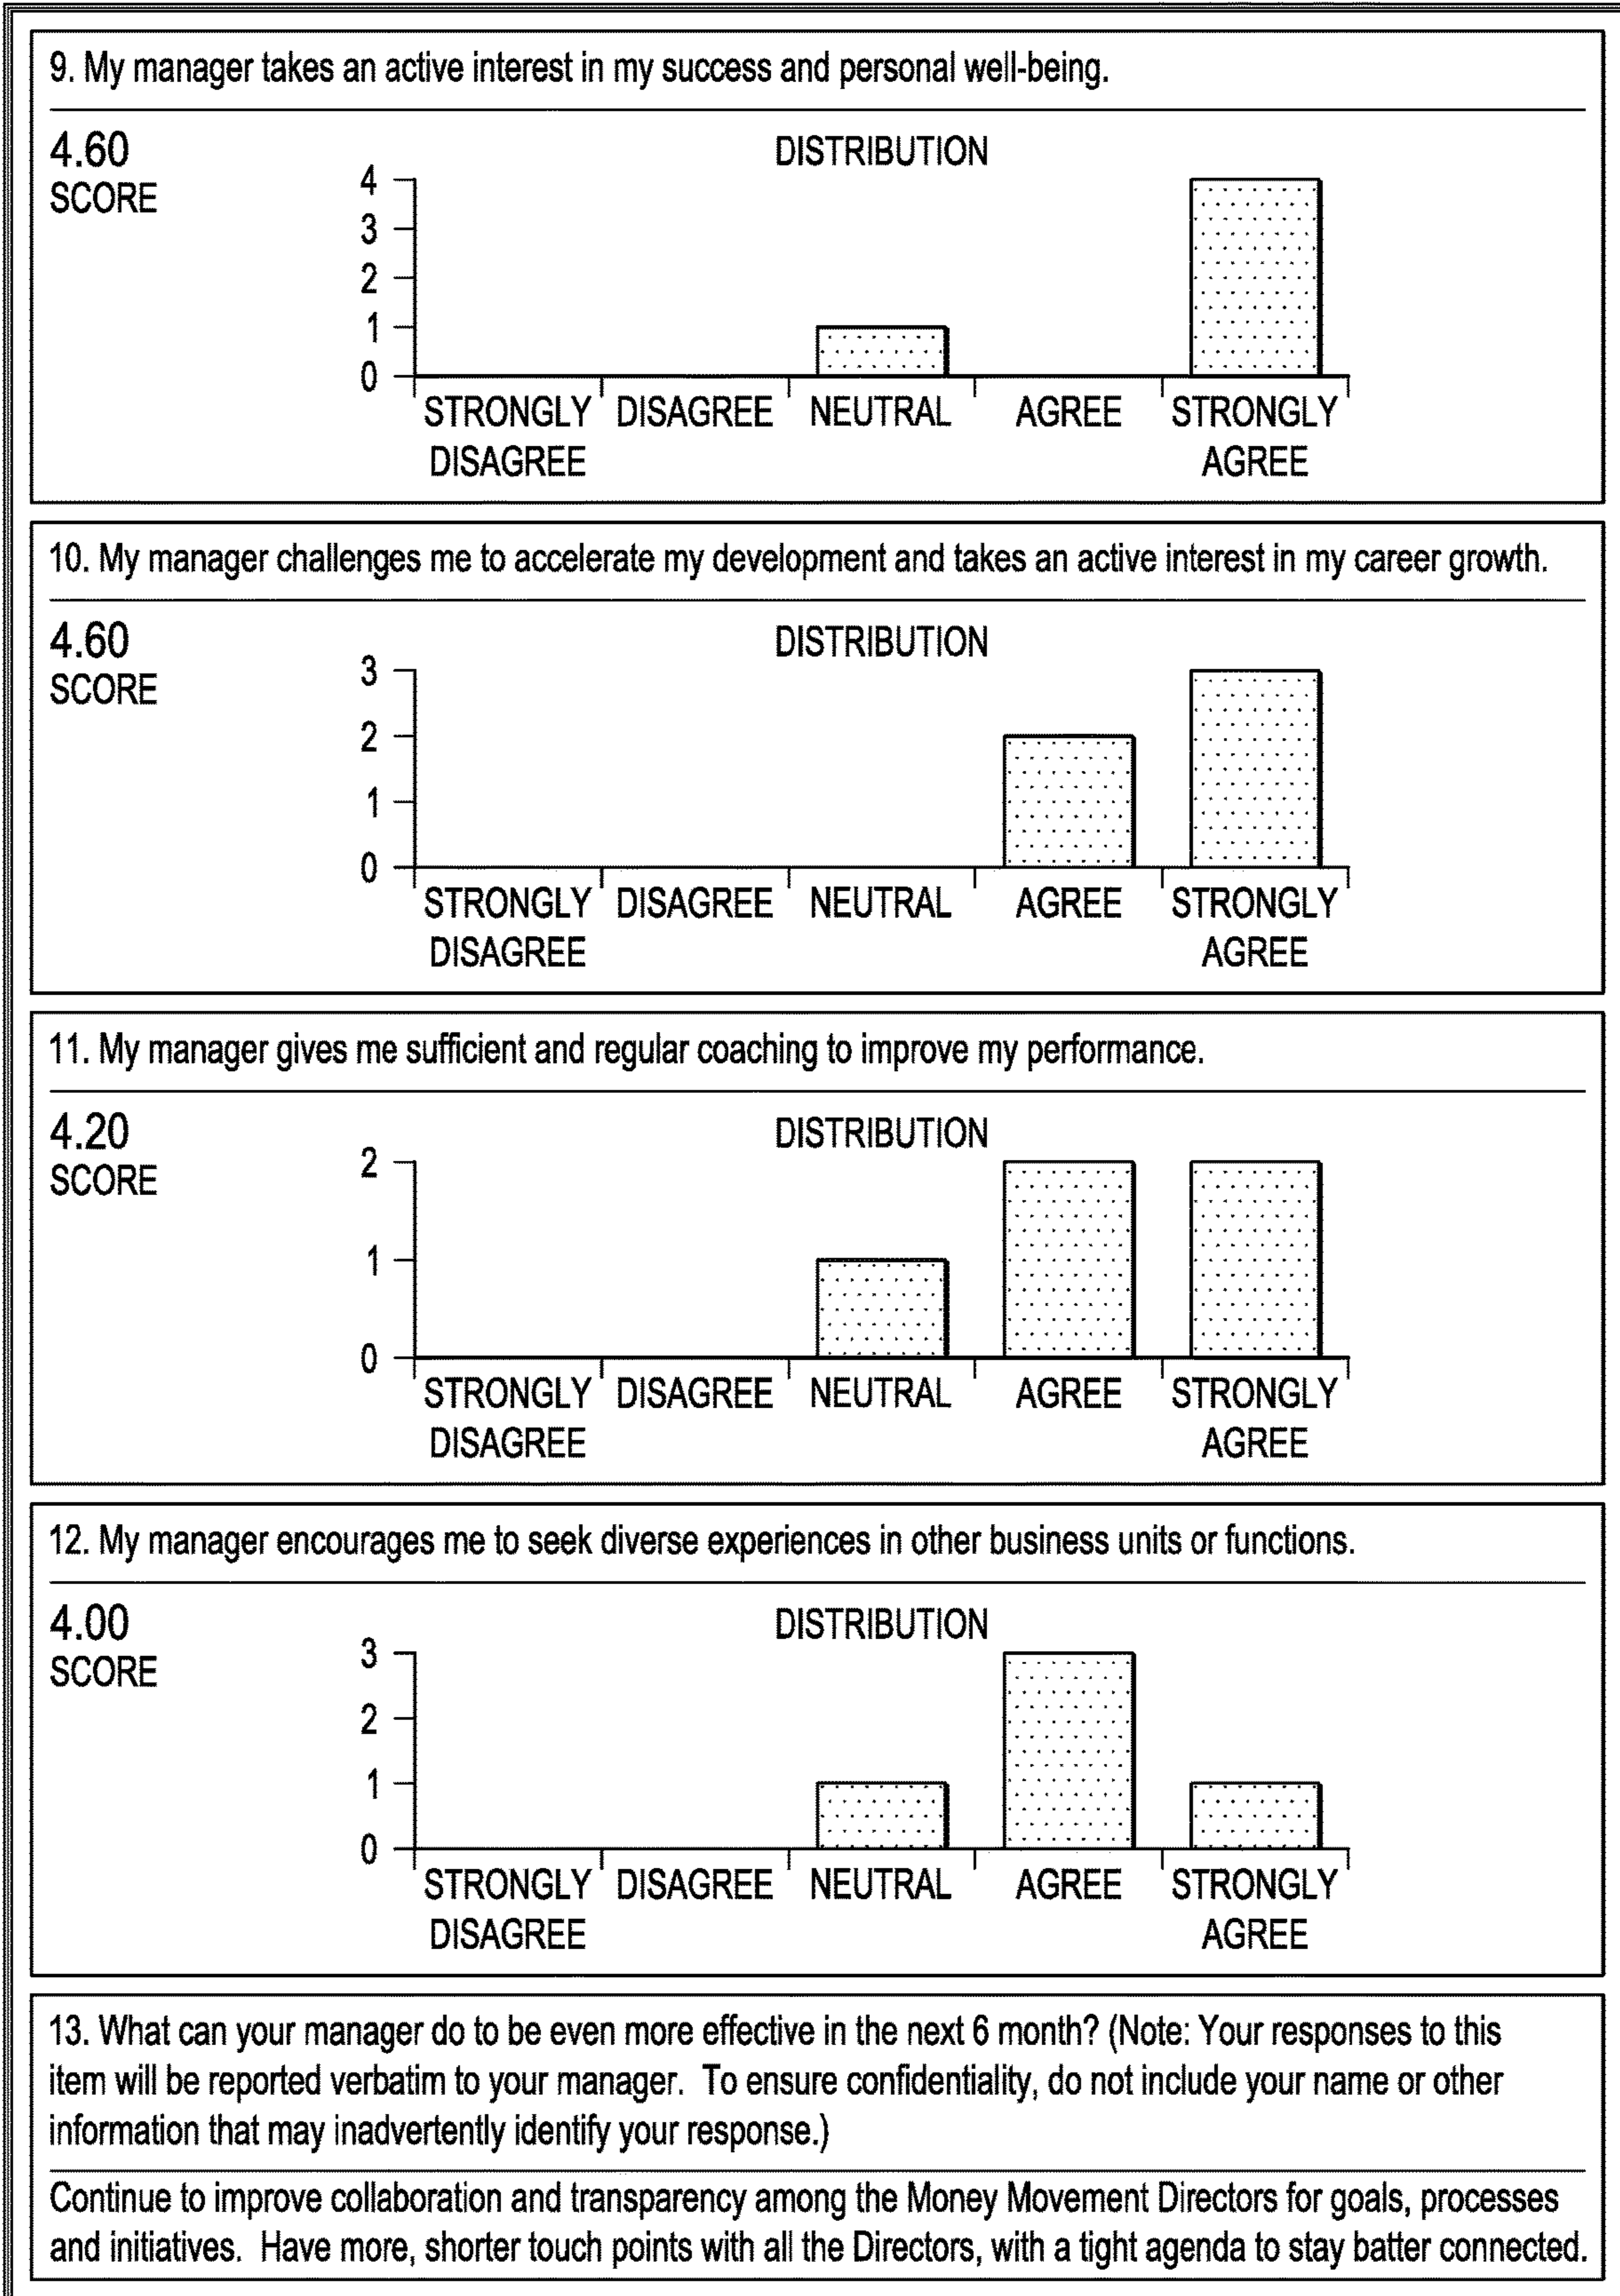 9. My manager takes an active interest in my success and personal well-being.
4.60
SCORE
DISTRIBUTION
4
3
2
1
0
STRONGLY DISAGREE NEUTRAL AGREE STRONGLY
DISAGREE AGREE
10. My manager challenges me to accelerate my development and takes an active interest in my career growth.
4.60
SCORE
DISTRIBUTION
3
2
1
0
STRONGLY DISAGREE NEUTRAL AGREE STRONGLY
DISAGREE AGREE
11. My manager gives me sufficient and regular coaching to improve my performance.
4.20
SCORE
DISTRIBUTION
2
1
0
STRONGLY DISAGREE NEUTRAL AGREE STRONGLY
DISAGREE AGREE
12. My manager encourages me to seek diverse experiences in other business units or functions.
4.00
SCORE
DISTRIBUTION
3
2
1
0
STRONGLY DISAGREE NEUTRAL AGREE STRONGLY
DISAGREE AGREE
13. What can your manager do to be even more effective in the next 6 month? (Note: Your responses to this
item will be reported verbatim to your manager. To ensure confidentiality, do not include your name or other
information that may inadvertently identify your response.)
Continue to improve collaboration and transparency among the Money Movement Directors for goals, processes
and initiatives. Have more, shorter touch points with all the Directors, with a tight agenda to stay batter connected.